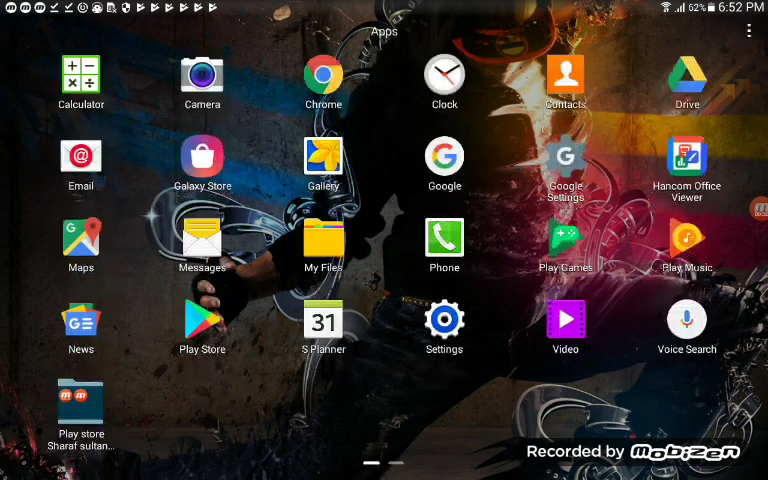 62% 6:52 PM
Apps
Calculator
Camera
Chrome
Clock
Contacts
Drive
Email
Galaxy Store
Gallery
Google
Google Settings
Hancom Office Viewer
Maps
Messages
My Files
Phone
Play Games
Play Music
News
Play Store
31
S Planner
Settings
Video
Voice Search
Play store
Sharaf sultan...
Recorded by mobizen